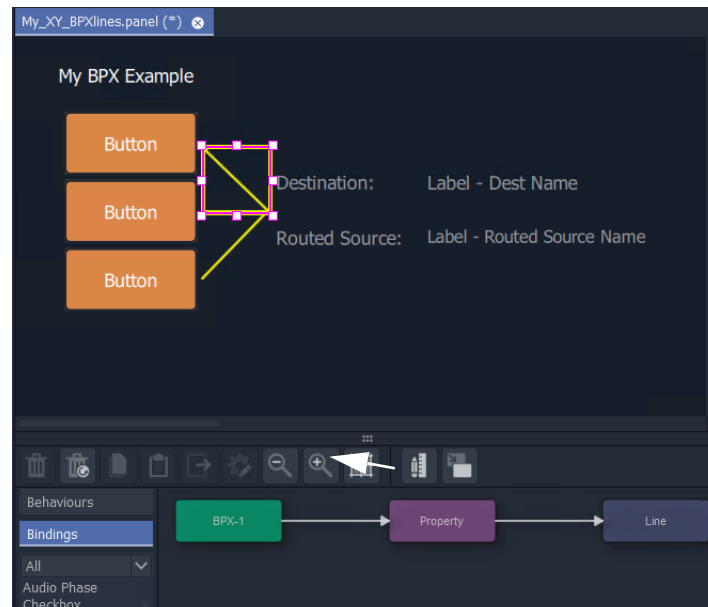 My_XY_BPXlines.panel (*)
My BPX Example
Button
Destination: Label - Dest Name
Button
Routed Source: Label - Routed Source Name
Button
Behaviours
Bindings
BPX-1 Property Line
All
Audio Phase
Checkbox